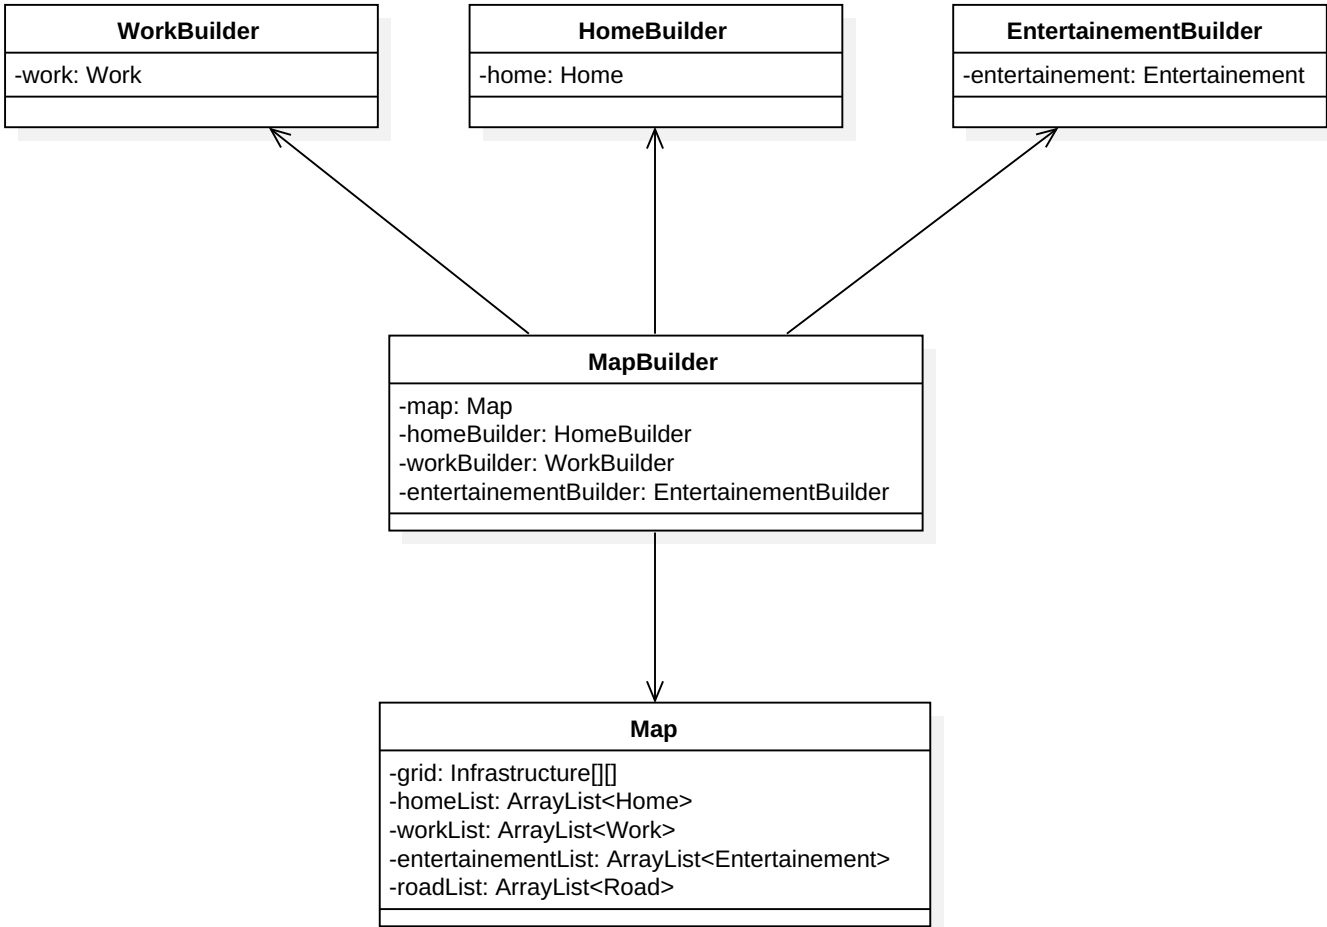 WorkBuilder
-work: Work
HomeBuilder
-home: Home
EntertainementBuilder
-entertainement: Entertainement
MapBuilder
-map: Map
-homeBuilder: HomeBuilder
-workBuilder: WorkBuilder
-entertainementBuilder: EntertainementBuilder
Map
-grid: Infrastructure[][]
-homeList: ArrayList<Home>
-workList: ArrayList<Work>
-entertainementList: ArrayList<Entertainement>
-roadList: ArrayList<Road>